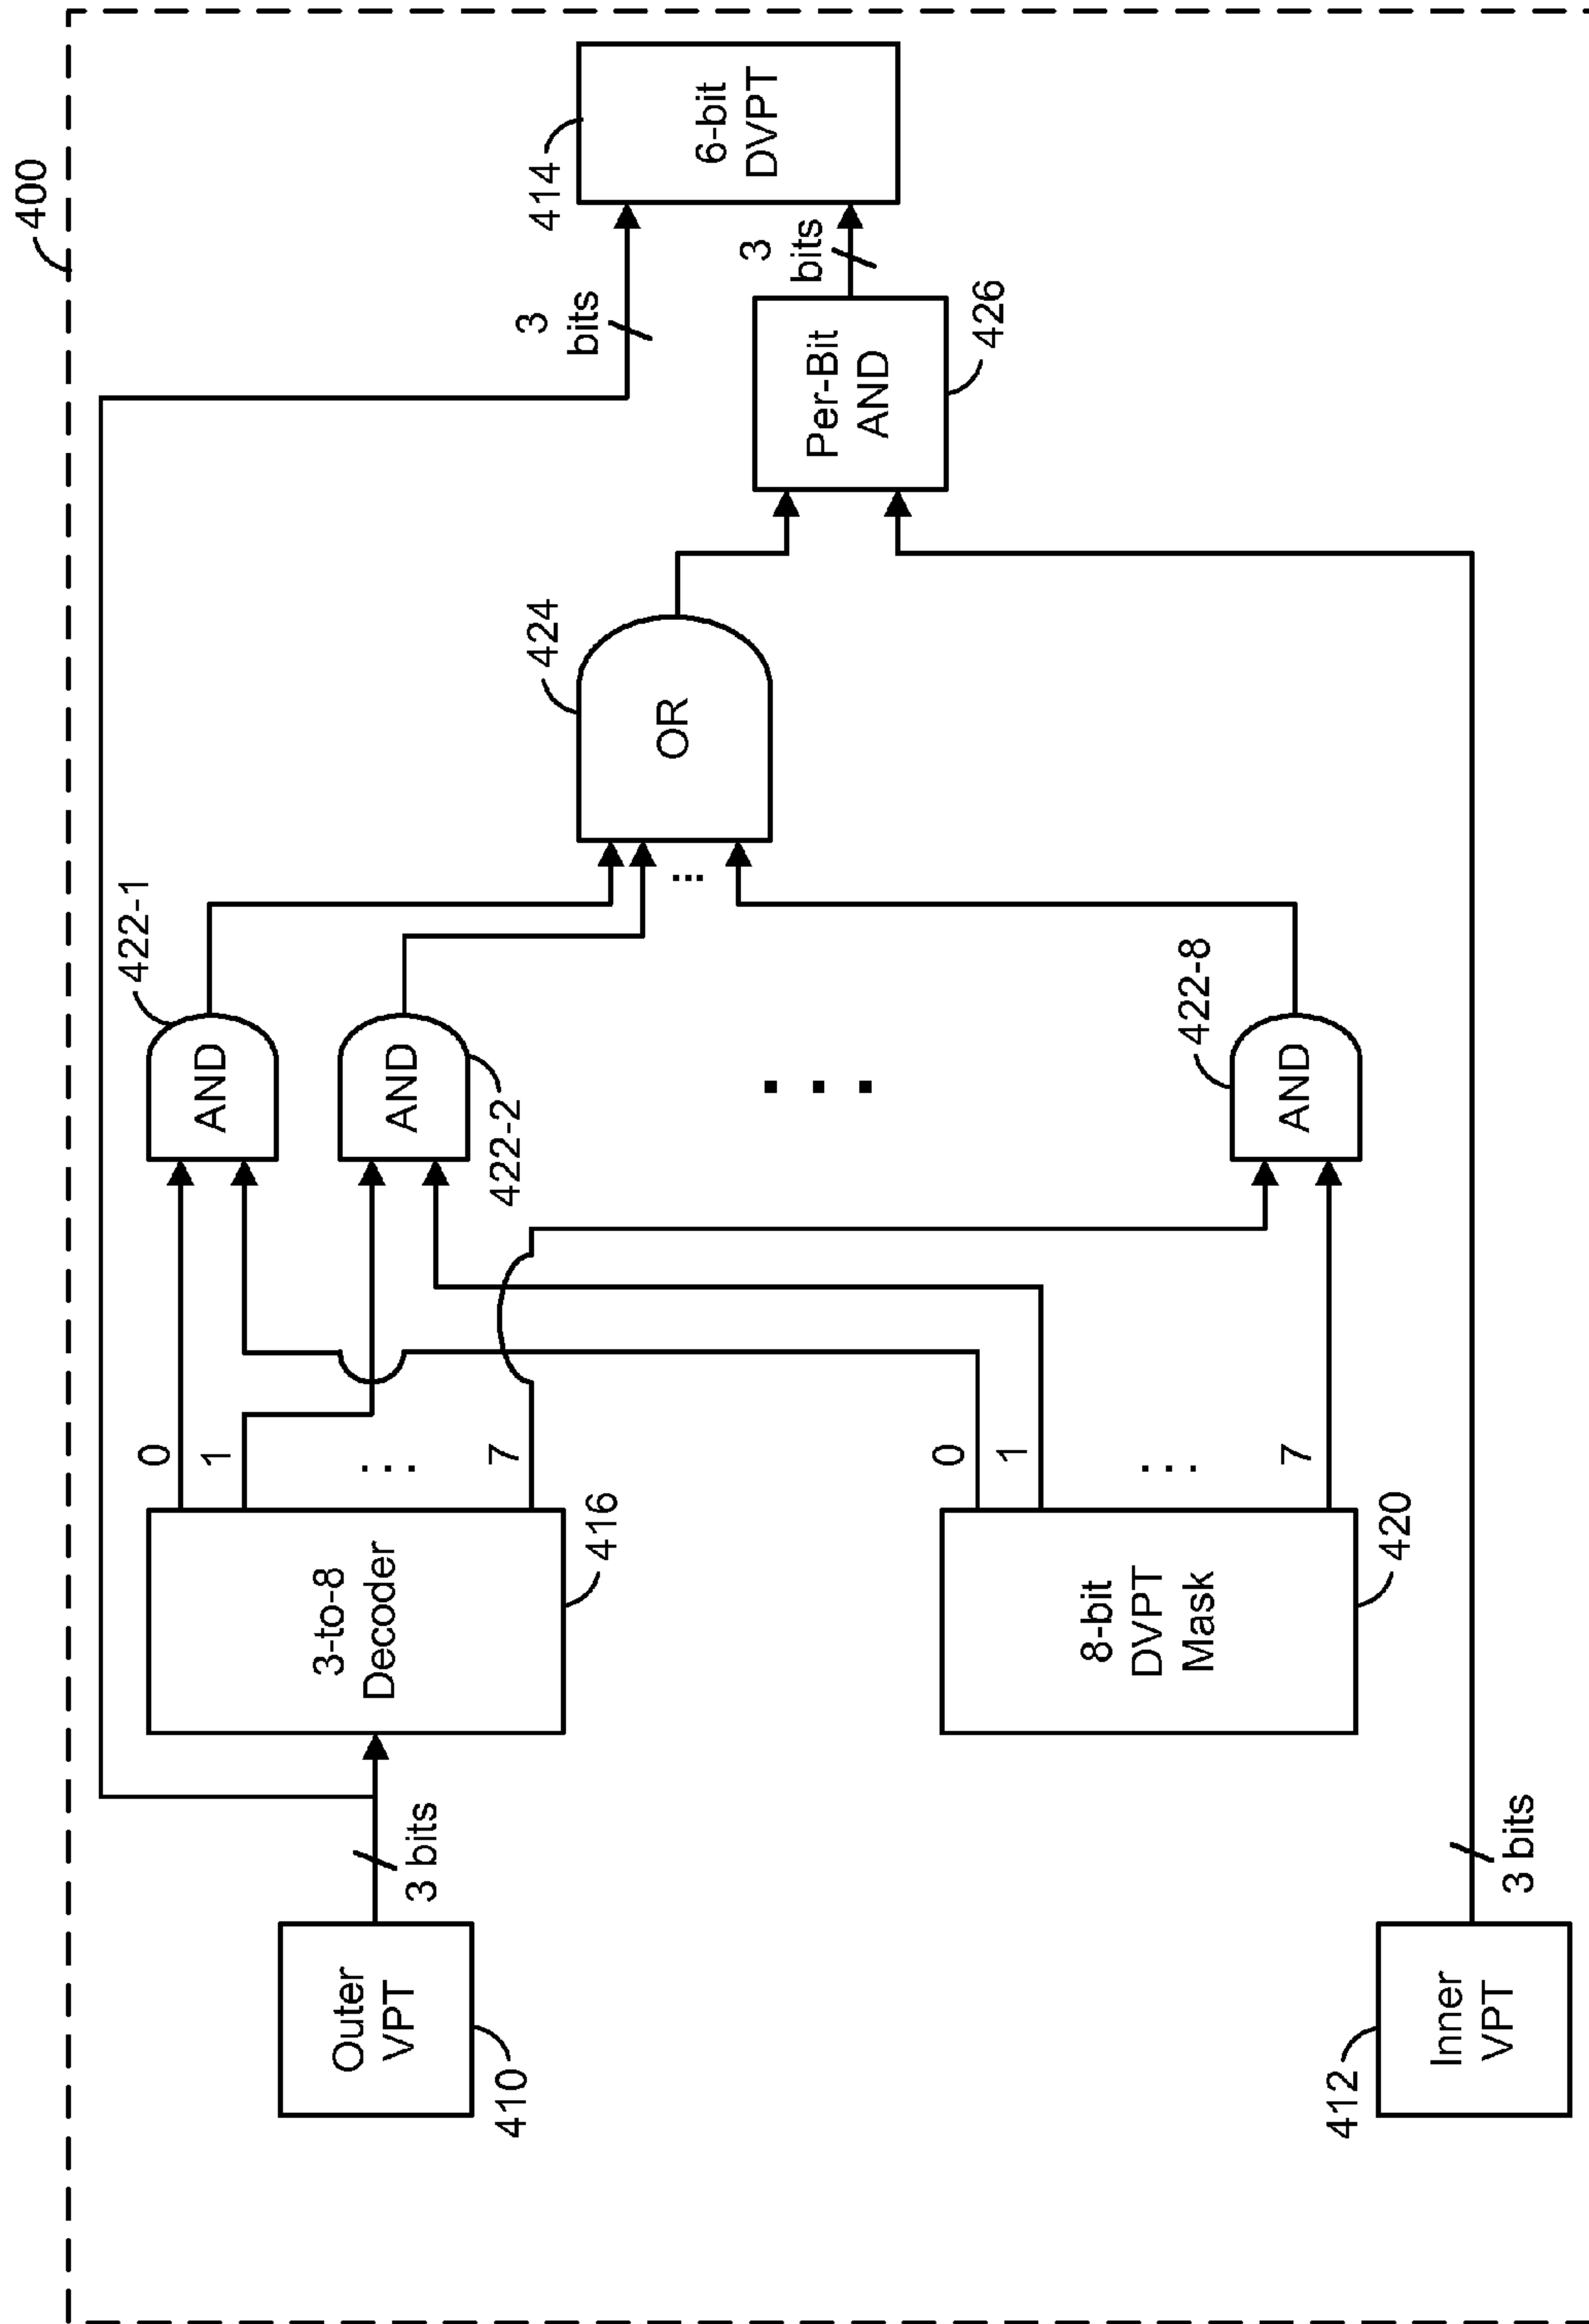 400
Outer
VPT
410
3 bits
3-to-8
Decoder
416
0
1
...
7
8-bit
DVPT
Mask
420
0
1
...
7
AND
422-1
AND
422-2
...
AND
422-8
...
OR
424
Inner
VPT
412
3 bits
Per-Bit
AND
426
3
bits
3
bits
6-bit
DVPT
414